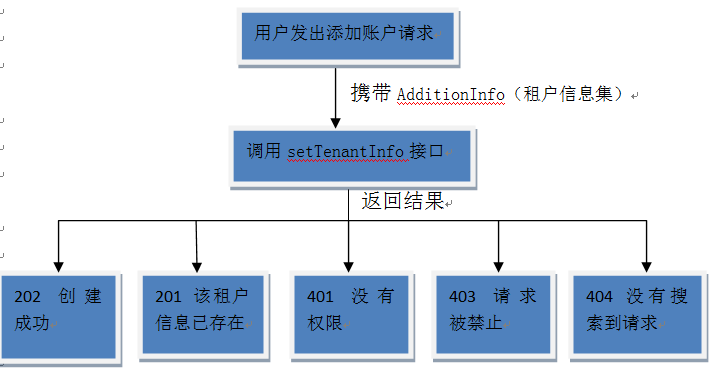 用户发出添加账户请求
携带 AdditionInfo（租户信息集）
调用 setTenantInfo 接口
返回结果
202 创建
成功
201 该租户
信息已存在
401 没有
权限
403 请求
被禁止
404 没有搜
索到请求